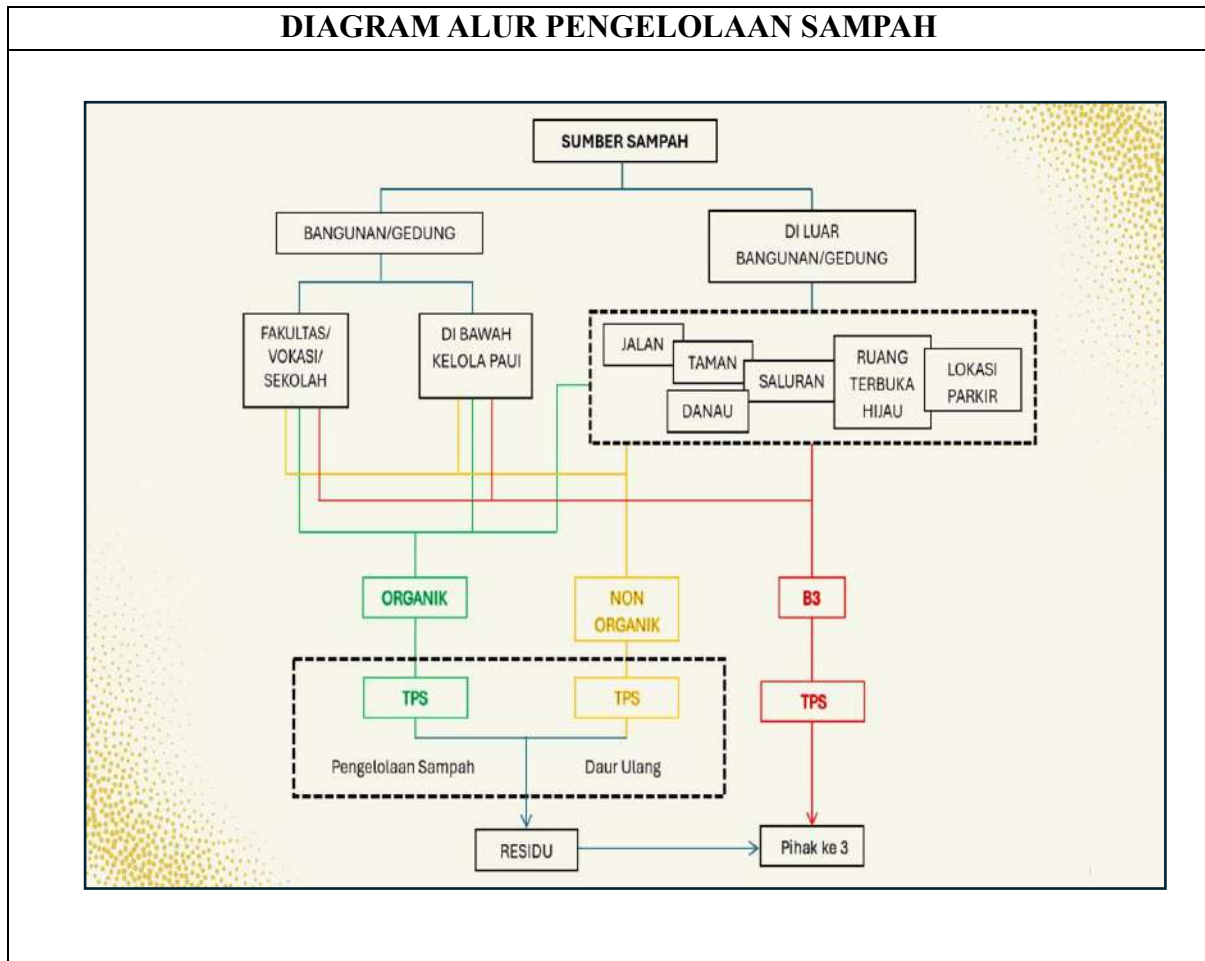 DIAGRAM ALUR PENGELOLAAN SAMPAH
SUMBER SAMPAH
BANGUNAN/GEDUNG
DI LUAR
BANGUNAN/GEDUNG
FAKULTAS/
VOKASI/
SEKOLAH
DI BAWAH
KELOLA PAUI
JALAN
TAMAN
DANAU
SALURAN
RUANG
TERBUKA
HIJAU
LOKASI
PARKIR
ORGANIK
NON
ORGANIK
B3
TPS
TPS
TPS
Pengelolaan Sampah
Daur Ulang
RESIDU
Pihak ke 3